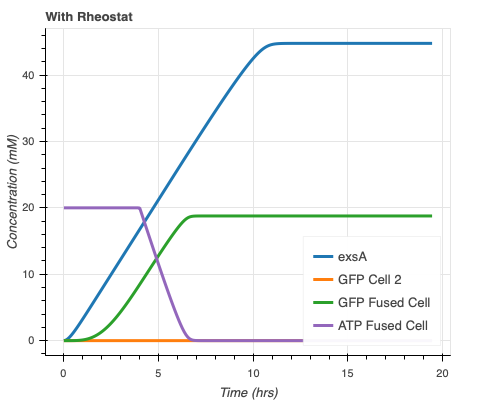 With Rheostat
Concentration (mM)
40
30
20
10
0
exsA
GFP Cell 2
GFP Fused Cell
ATP Fused Cell
0 5 10 15 20
Time (hrs)